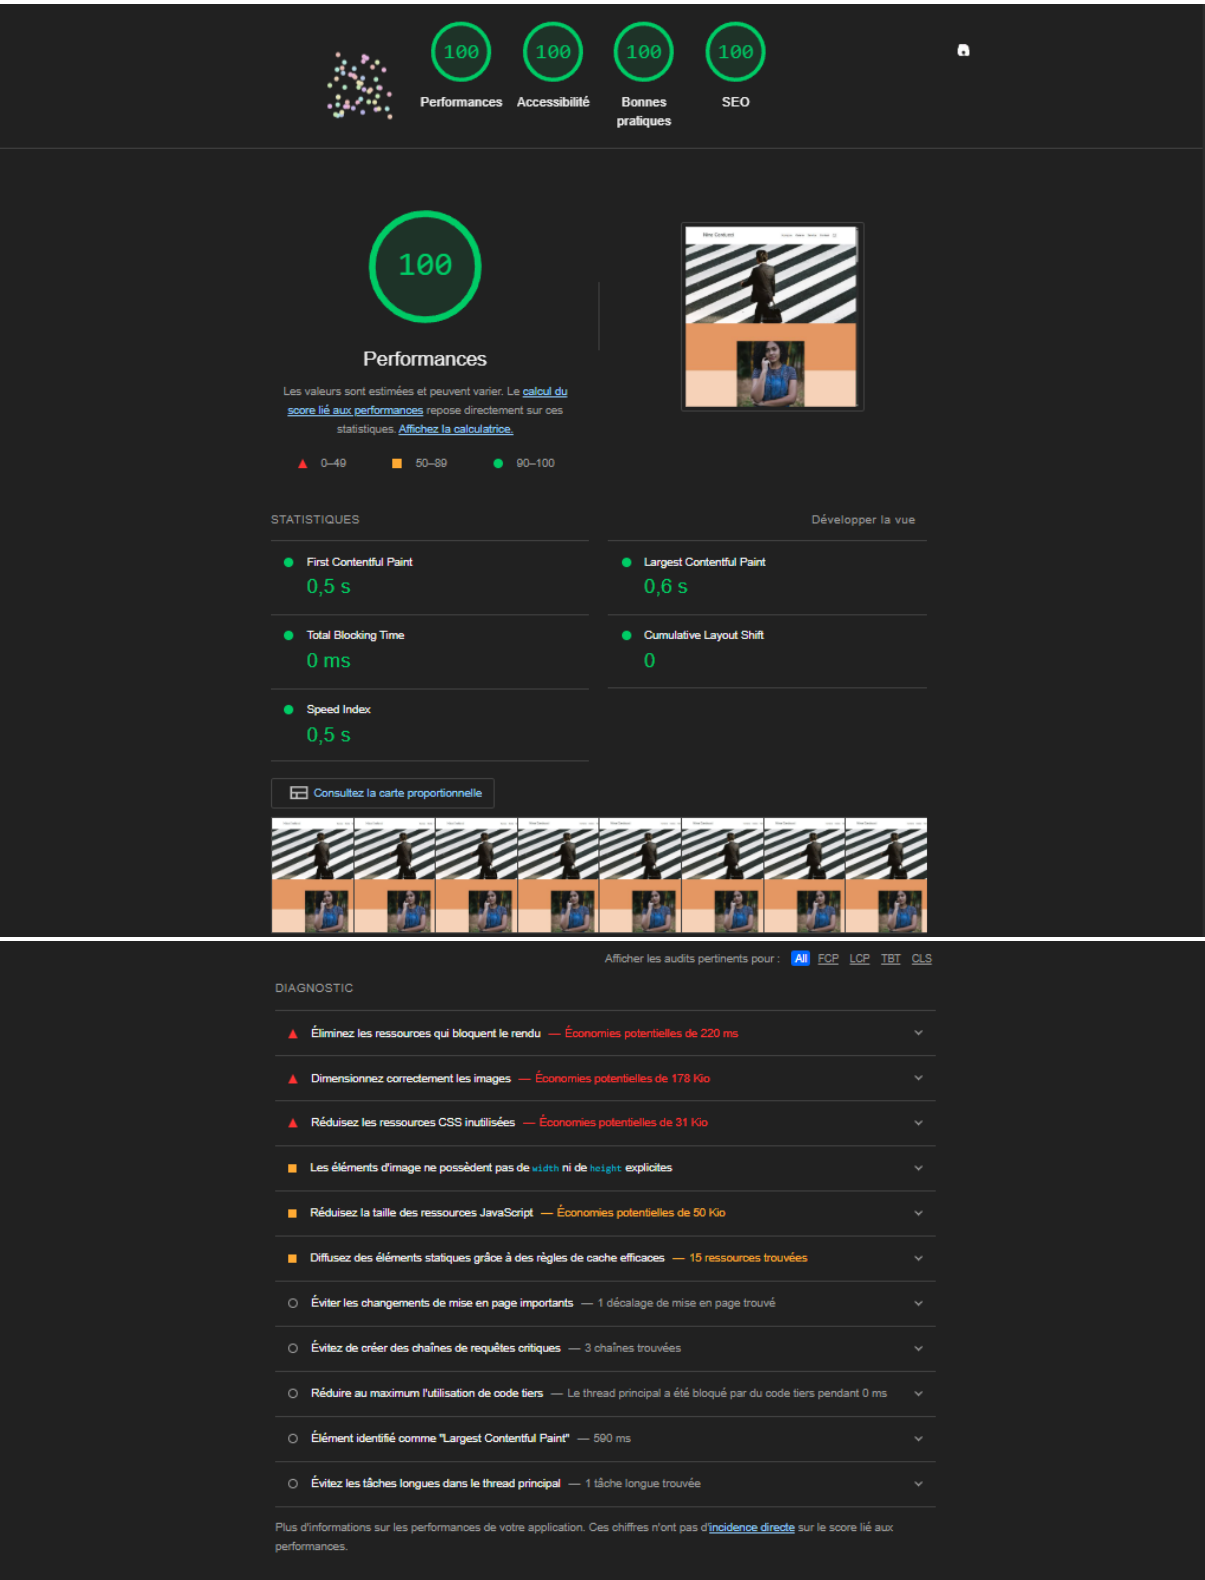 100 100 100 100
Performances Accessibilité Bonnes pratiques SEO
100
Performances
Les valeurs sont estimées et peuvent varier. Le calcul du
score lié aux performances repose directement sur ces
statistiques. Affichez la calculatrice.
0–49 50–89 90–100
STATISTIQUES Développer la vue
First Contentful Paint Largest Contentful Paint
0,5 s 0,6 s
Total Blocking Time Cumulative Layout Shift
0 ms 0
Speed Index
0,5 s
Consultez la carte proportionnelle
Afficher les audits pertinents pour : All FCP LCP TBT CLS
DIAGNOSTIC
Éliminez les ressources qui bloquent le rendu — Économies potentielles de 220 ms
Dimensionnez correctement les images — Économies potentielles de 178 Kio
Réduisez les ressources CSS inutilisées — Économies potentielles de 31 Kio
Les éléments d'image ne possèdent pas de width ni de height explicites
Réduisez la taille des ressources JavaScript — Économies potentielles de 50 Kio
Diffusez des éléments statiques grâce à des règles de cache efficaces — 15 ressources trouvées
Éviter les changements de mise en page importants — 1 décalage de mise en page trouvé
Évitez de créer des chaînes de requêtes critiques — 3 chaînes trouvées
Réduire au maximum l'utilisation de code tiers — Le thread principal a été bloqué par du code tiers pendant 0 ms
Élément identifié comme "Largest Contentful Paint" — 590 ms
Évitez les tâches longues dans le thread principal — 1 tâche longue trouvée
Plus d'informations sur les performances de votre application. Ces chiffres n'ont pas d'incidence directe sur le score lié aux
performances.